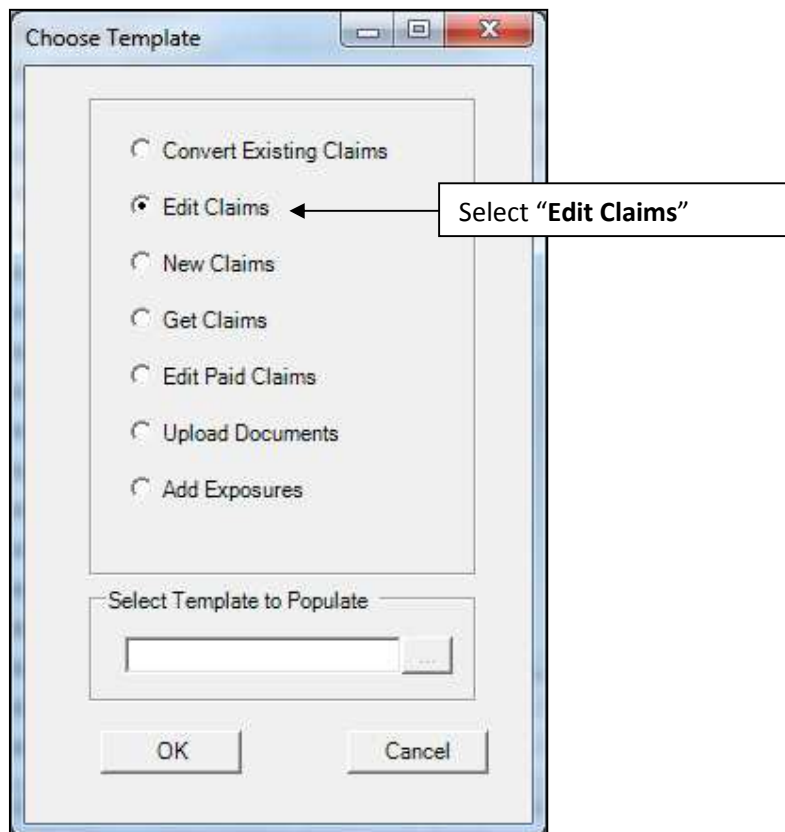 Choose Template
Convert Existing Claims
Edit Claims
Select “Edit Claims”
New Claims
Get Claims
Edit Paid Claims
Upload Documents
Add Exposures
Select Template to Populate
...
OK
Cancel